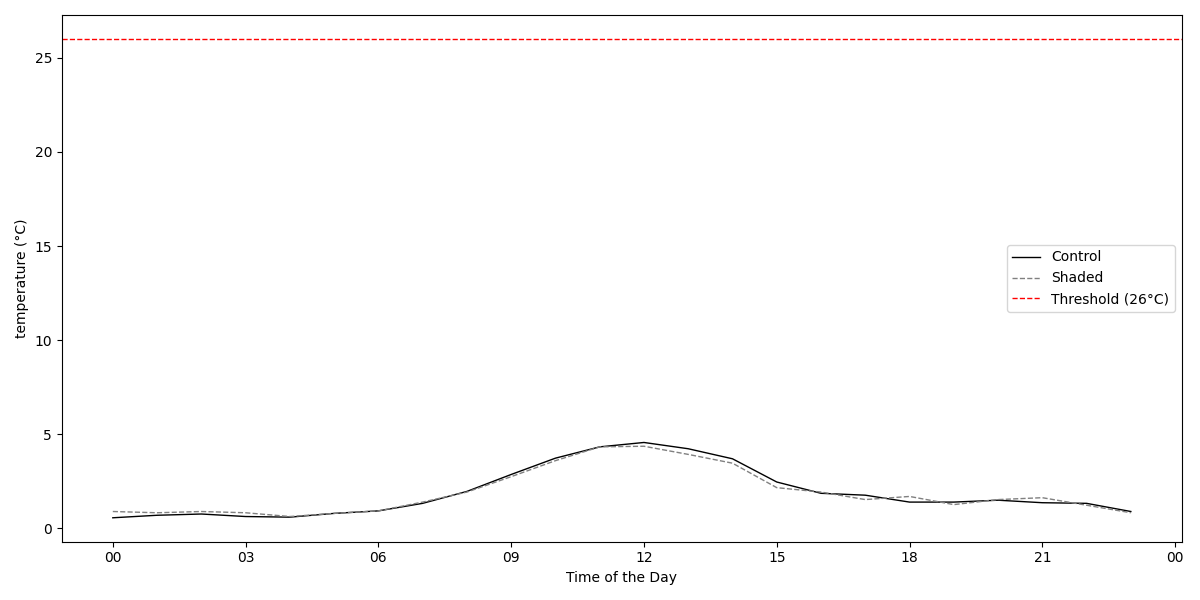 25
20
15
10
5
0
temperature (°C)
Control
Shaded
Threshold (26°C)
00 03 06 09 12 15 18 21 00
Time of the Day